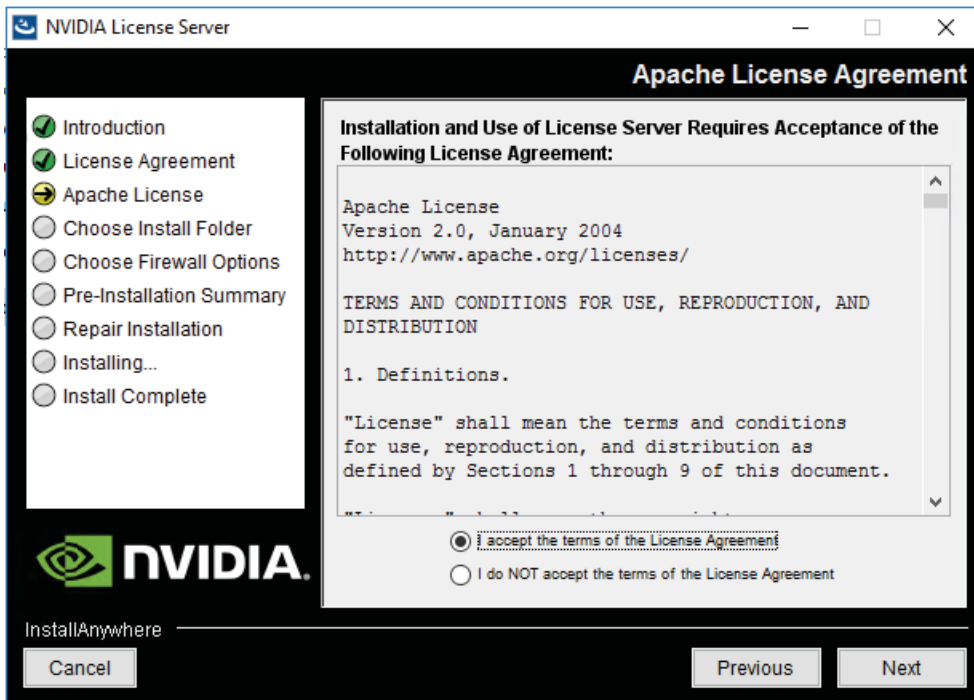 NVIDIA License Server
Apache License Agreement
Introduction
License Agreement
Apache License
Choose Install Folder
Choose Firewall Options
Pre-Installation Summary
Repair Installation
Installing...
Install Complete
Installation and Use of License Server Requires Acceptance of the
Following License Agreement:
Apache License
Version 2.0, January 2004
http://www.apache.org/licenses/
TERMS AND CONDITIONS FOR USE, REPRODUCTION, AND
DISTRIBUTION
1. Definitions.
"License" shall mean the terms and conditions
for use, reproduction, and distribution as
defined by Sections 1 through 9 of this document.
I accept the terms of the License Agreement
I do NOT accept the terms of the License Agreement
NVIDIA.
InstallAnywhere
Cancel
Previous
Next